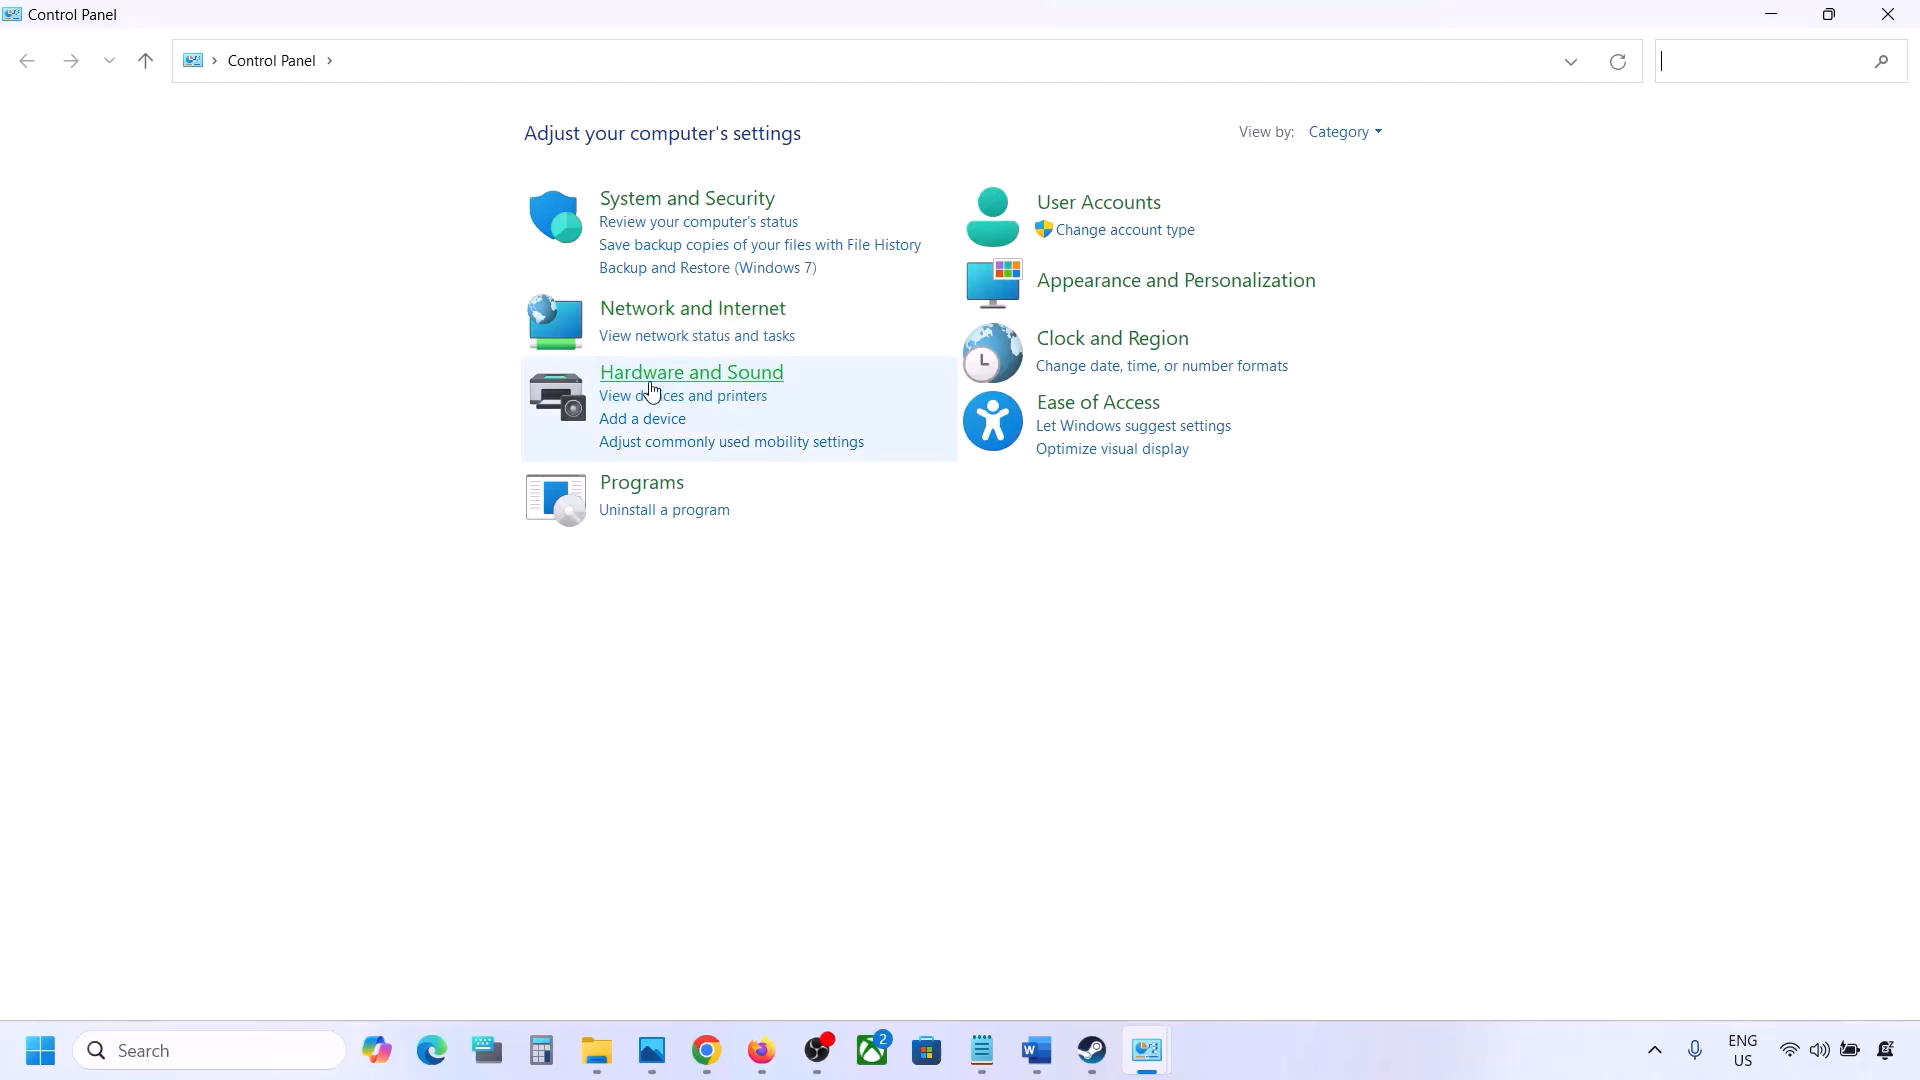 Control Panel
Control Panel
Adjust your computer's settings
View by: Category
System and Security
Review your computer's status
Save backup copies of your files with File History
Backup and Restore (Windows 7)
Network and Internet
View network status and tasks
Hardware and Sound
View devices and printers
Add a device
Adjust commonly used mobility settings
Programs
Uninstall a program
User Accounts
Change account type
Appearance and Personalization
Clock and Region
Change date, time, or number formats
Ease of Access
Let Windows suggest settings
Optimize visual display
Search
2
ENG
US